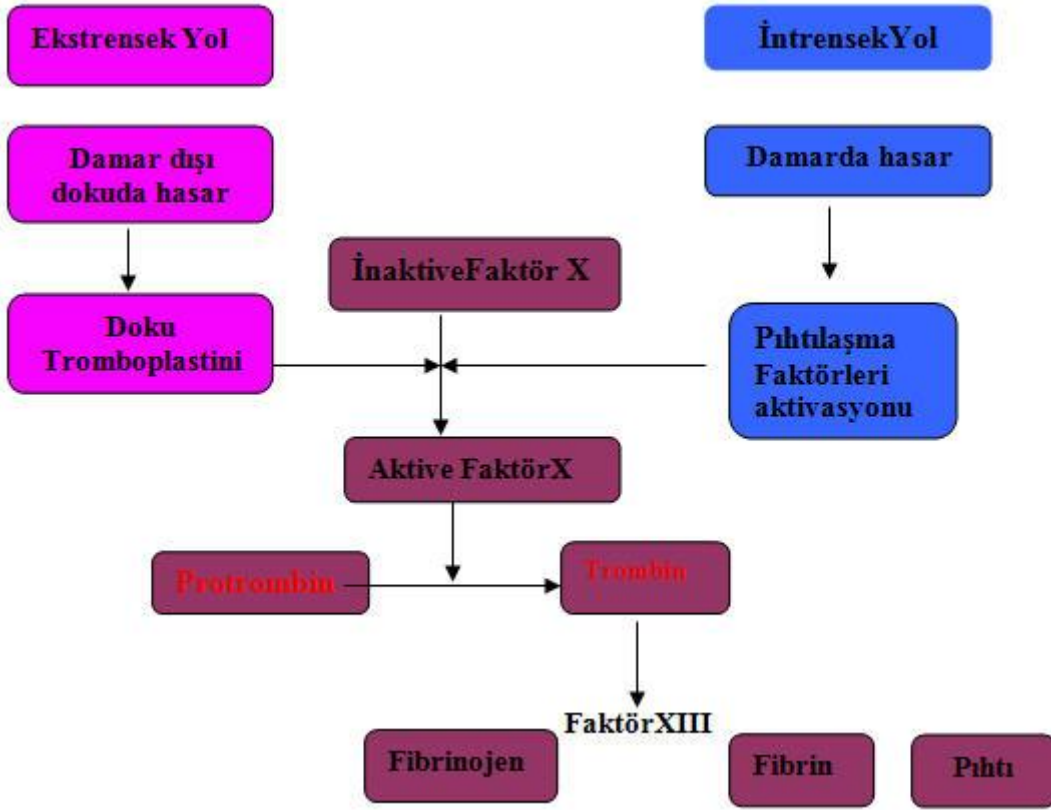 Ekstrensek Yol
İntrensekYol
Damar dışı
dokuda hasar
Damarda hasar
İnaktiveFaktör X
Doku
Tromboplastini
Pıhtılaşma
Faktörleri
aktivasyonu
Aktive FaktörX
Protrombin
Trombin
FaktörXIII
Fibrinojen
Fibrin
Pıhtı